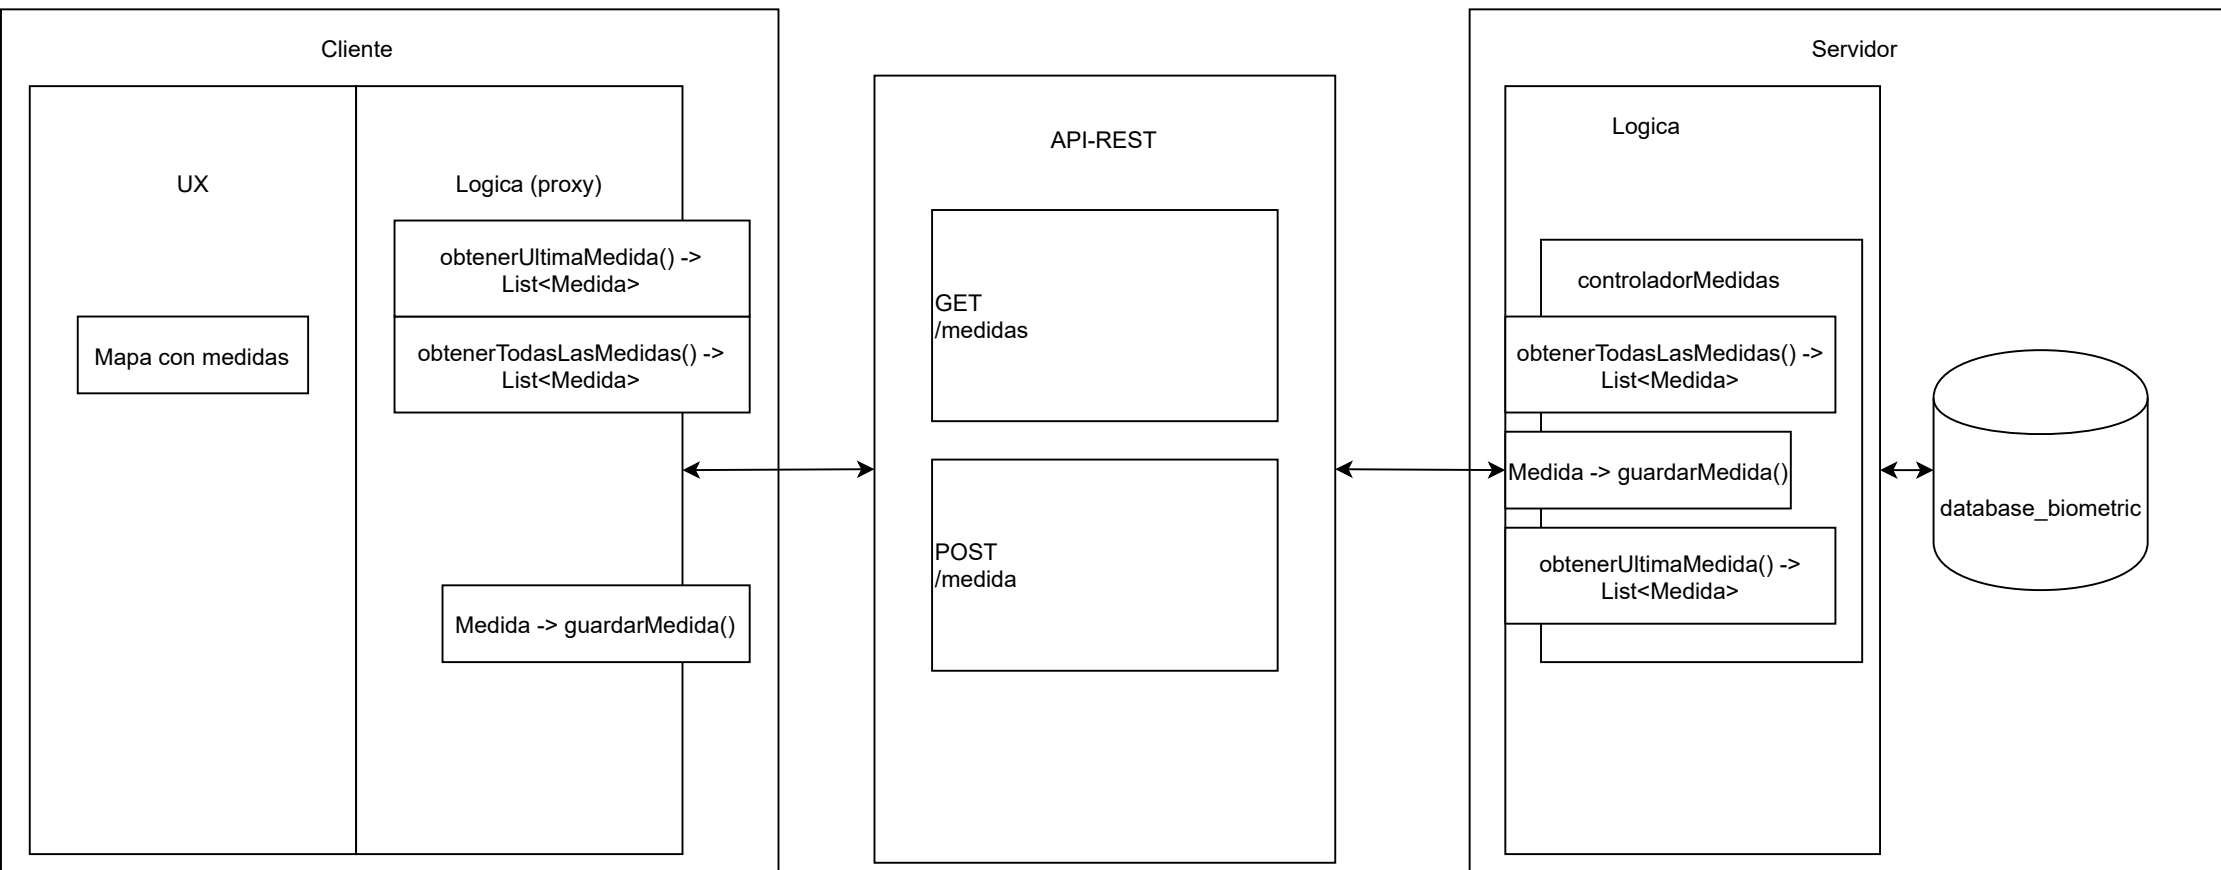 Cliente
UX
Mapa con medidas
Logica (proxy)
obtenerUltimaMedida() ->
List<Medida>
obtenerTodasLasMedidas() ->
List<Medida>
Medida -> guardarMedida()
API-REST
GET
/medidas
POST
/medida
Servidor
Logica
controladorMedidas
obtenerTodasLasMedidas() ->
List<Medida>
Medida -> guardarMedida()
obtenerUltimaMedida() ->
List<Medida>
database_biometric